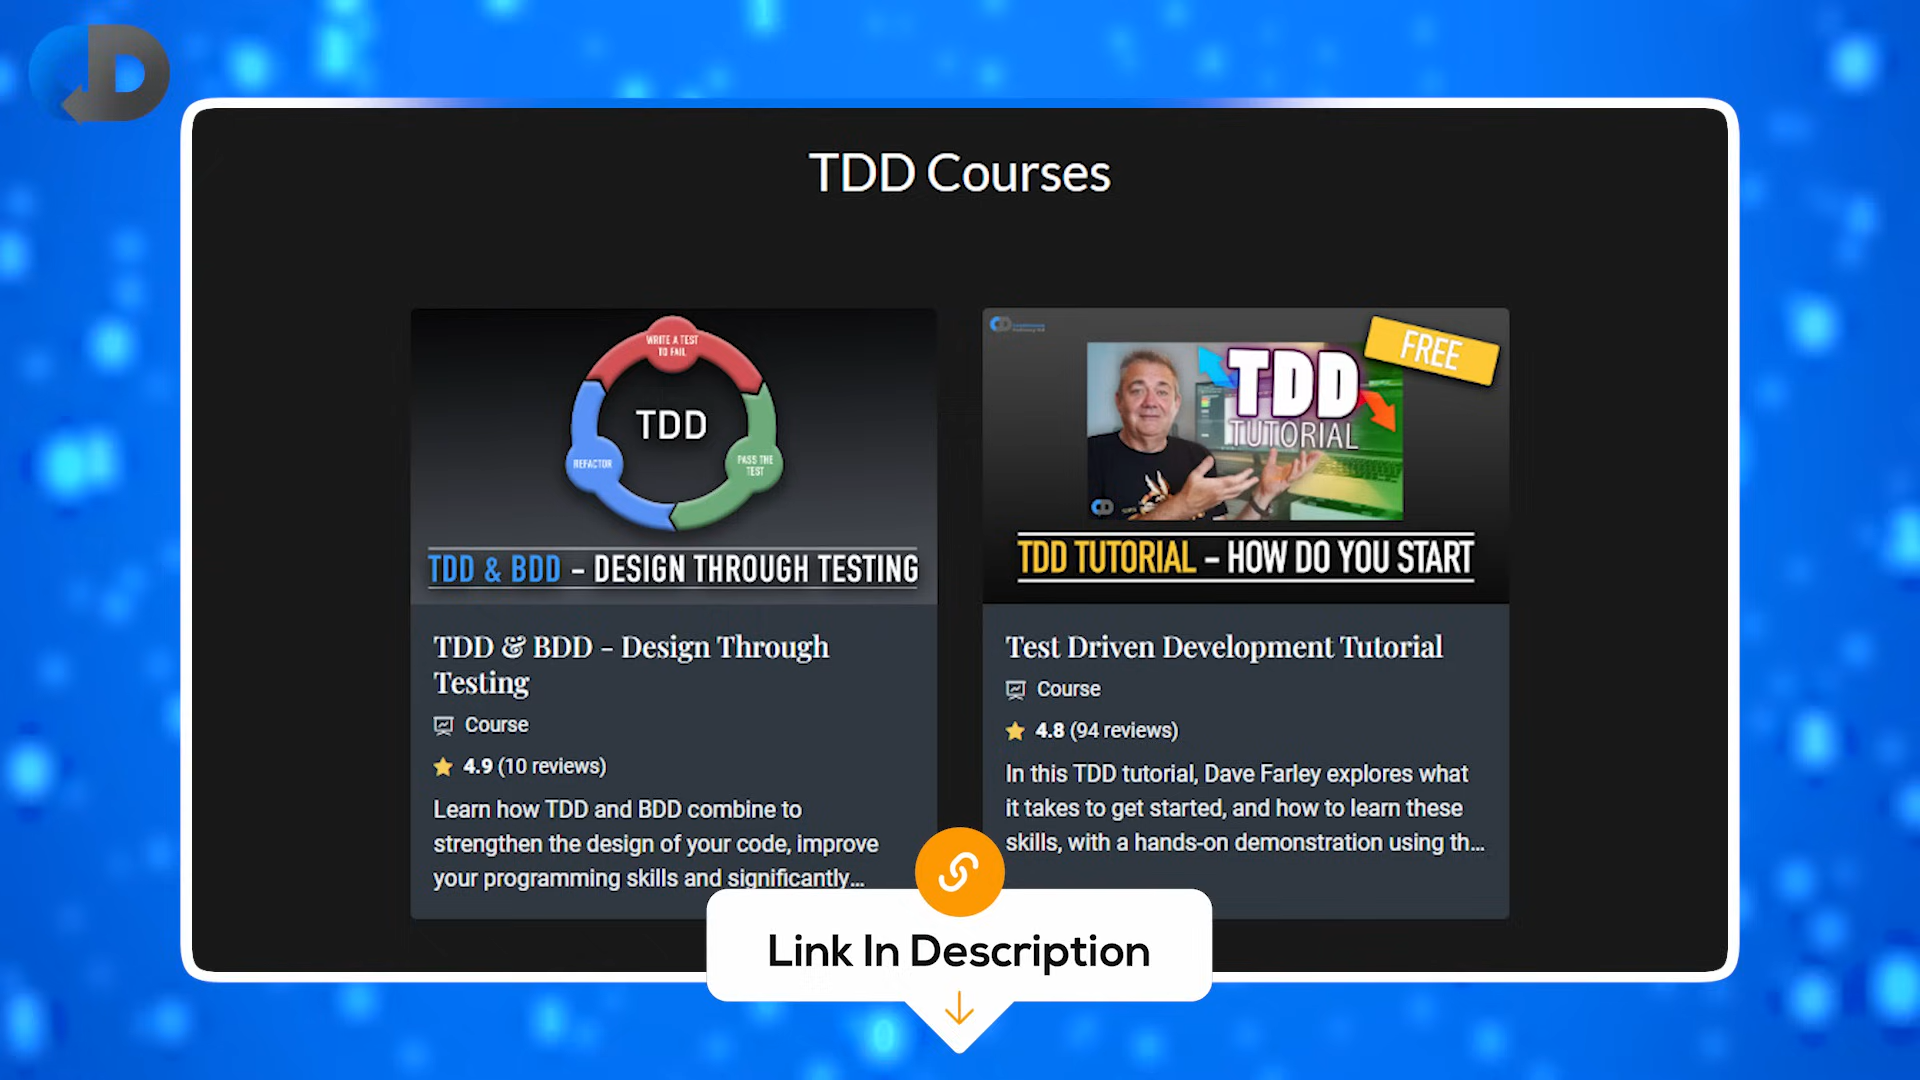 TDD Courses
WRITE A TEST
TO FAIL
TDD
REFACTOR
PASS THE
TEST
TDD & BDD – DESIGN THROUGH TESTING
TDD & BDD – Design Through
Testing
Course
4.9 (10 reviews)
Learn how TDD and BDD combine to
strengthen the design of your code, improve
your programming skills and significantly...
FREE
TDD
TUTORIAL
TDD TUTORIAL – HOW DO YOU START
Test Driven Development Tutorial
Course
4.8 (94 reviews)
In this TDD tutorial, Dave Farley explores what
it takes to get started, and how to learn these
skills, with a hands-on demonstration using th...
Link In Description